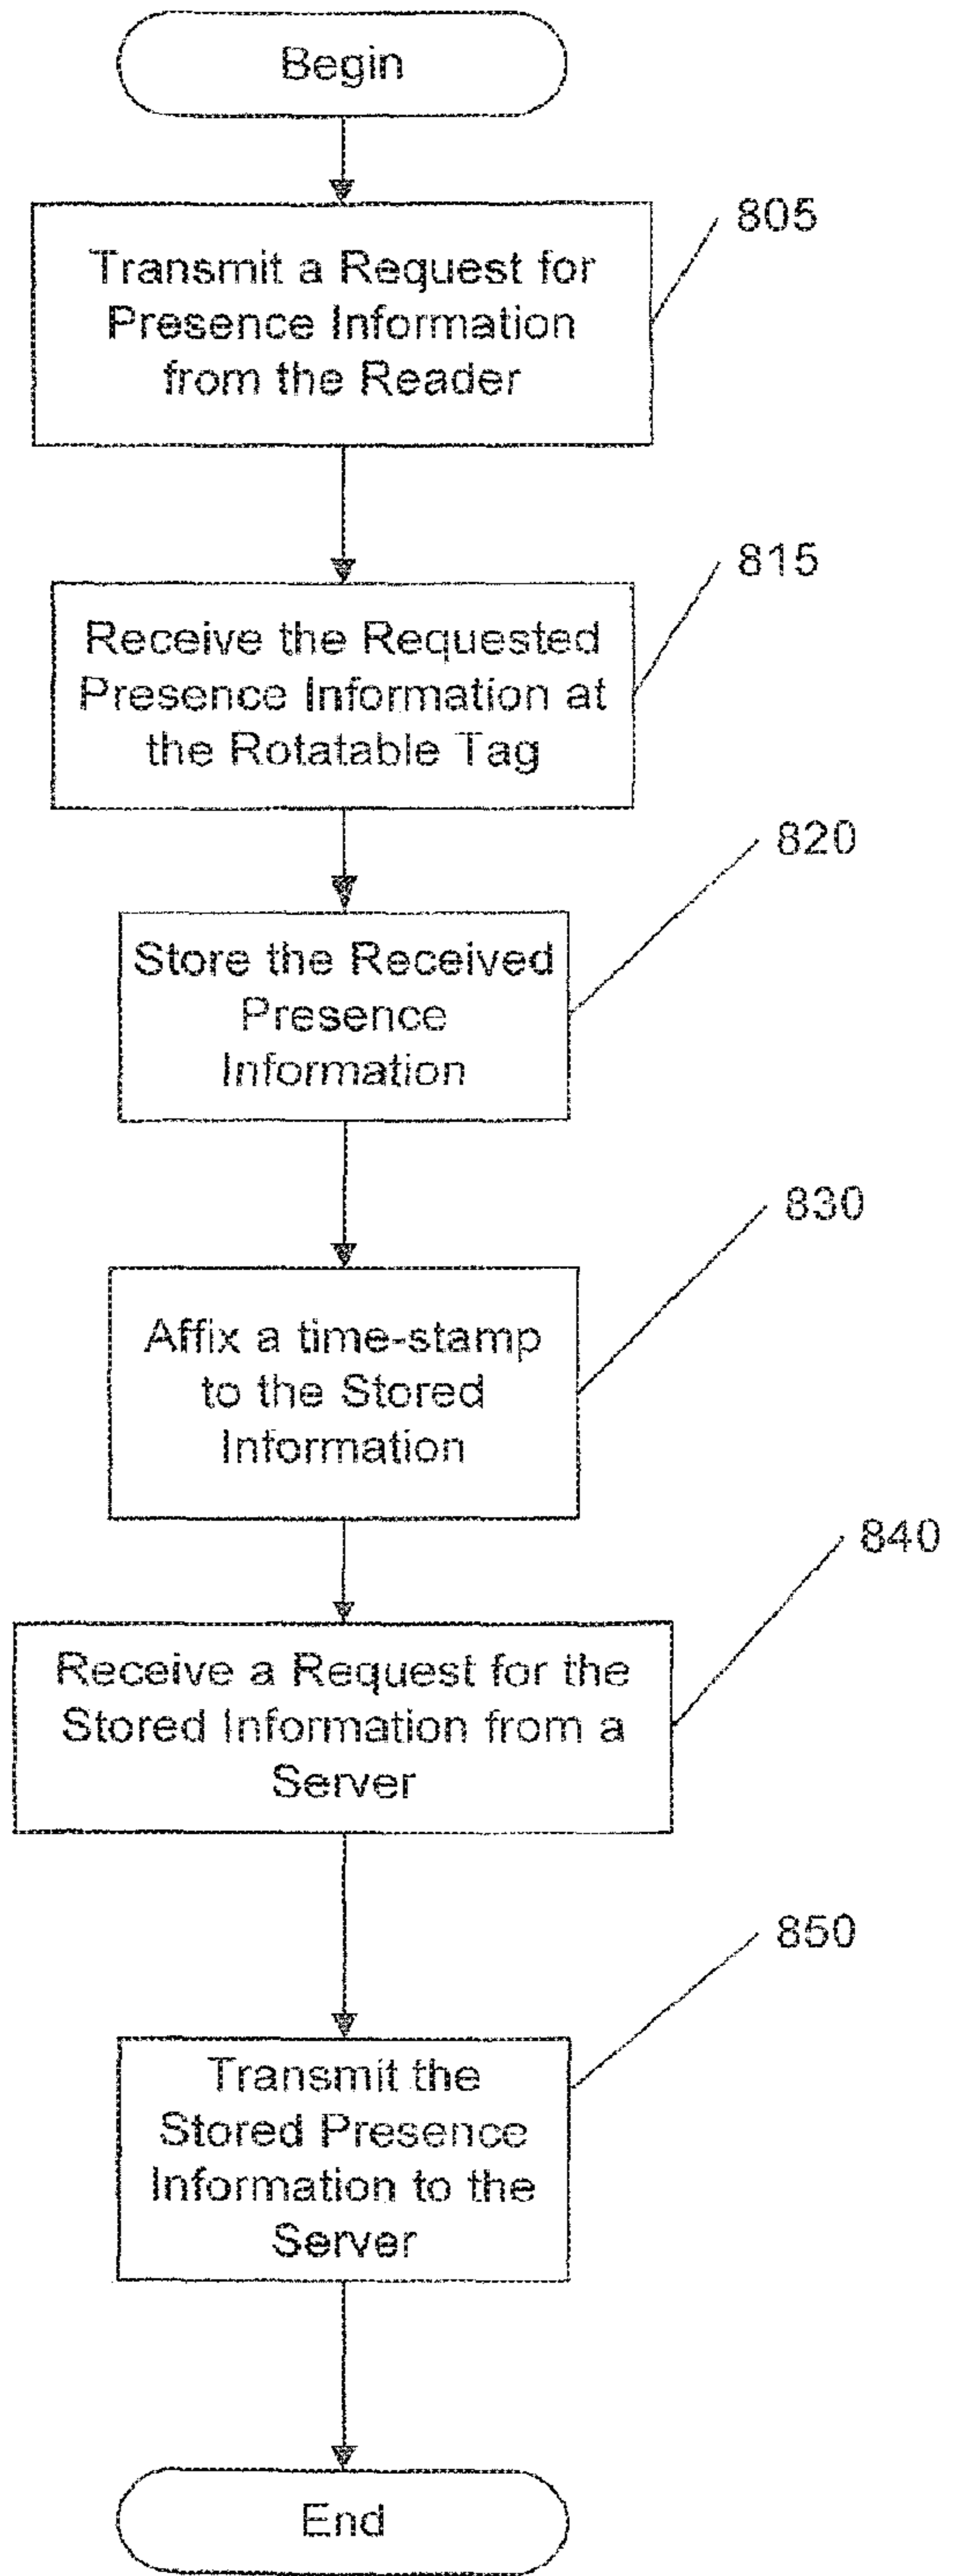 Begin
805
Transmit a Request for
Presence Information
from the Reader
815
Receive the Requested
Presence Information at
the Rotatable Tag
820
Store the Received
Presence
Information
830
Affix a time-stamp
to the Stored
Information
840
Receive a Request for the
Stored Information from a
Server
850
Transmit the
Stored Presence
Information to the
Server
End